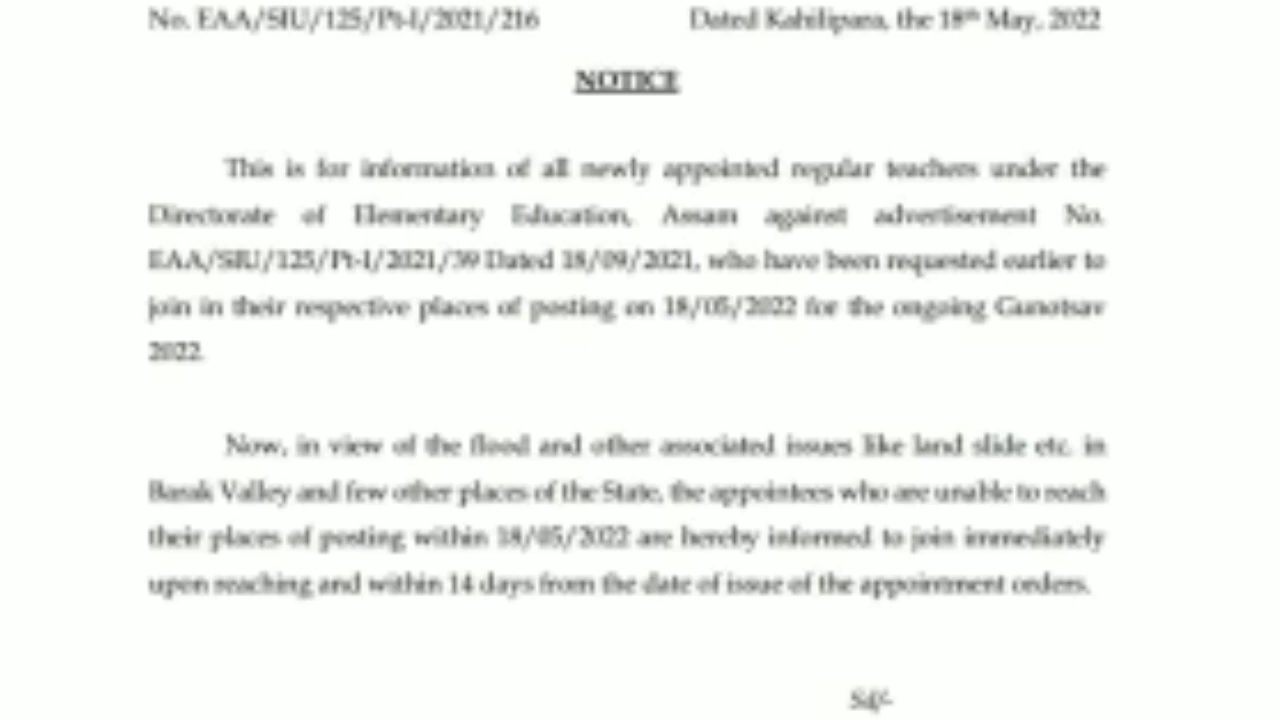 No. EAA/SIU/125/Pt-I/2021/216 Dated Kahilipara, the 18th May, 2022
NOTICE
This is for information of all newly appointed regular teachers under the
Directorate of Elementary Education, Assam against advertisement No.
EAA/SIU/125/Pt-I/2021/39 Dated 18/09/2021, who have been requested earlier to
join in their respective places of posting on 18/05/2022 for the ongoing Gunotsav
2022.
Now, in view of the flood and other associated issues like land slide etc. in
Barak Valley and few other places of the State, the appointees who are unable to reach
their places of posting within 18/05/2022 are hereby informed to join immediately
upon reaching and within 14 days from the date of issue of the appointment orders.
Sd/-